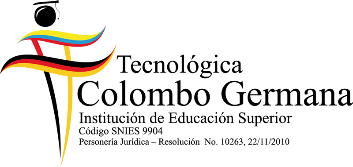 Tecnológica
Colombo Germana
Institución de Educación Superior
Código SNIES 9904
Personería Jurídica – Resolución No. 10263, 22/11/2010